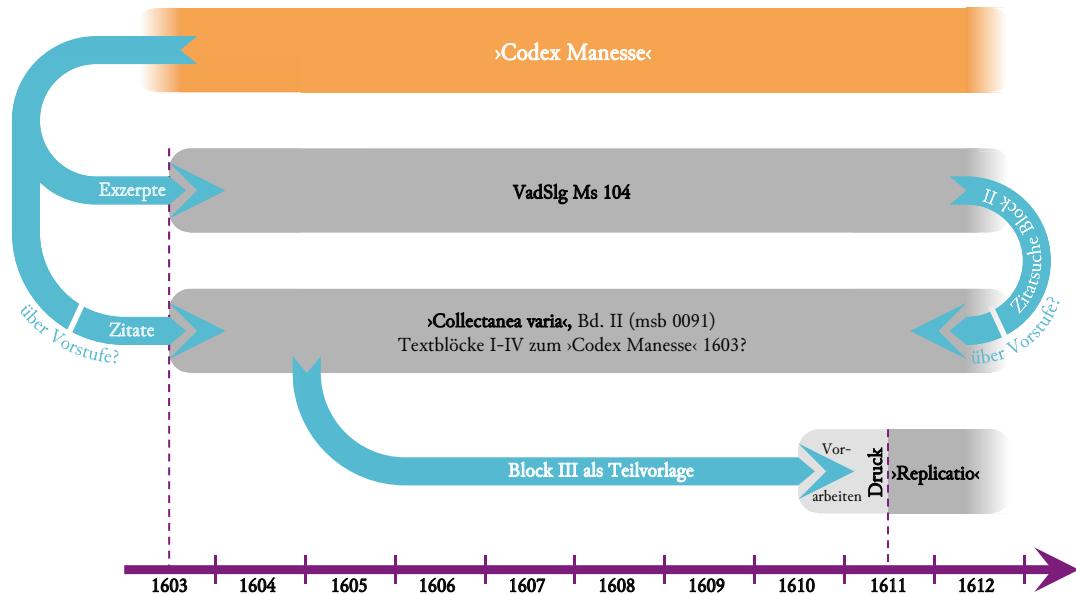 ›Codex Manesse‹
Exzerpte
VadSlg Ms 104
Zitatsuche Block II
über Vorstufe?
Zitate
›Collectanea varia‹, Bd. II (msb 0091)
Textblöcke I-IV zum ›Codex Manesse‹ 1603?
über Vorstufe?
Block III als Teilvorlage
Vor-
arbeiten
Druck
›Replicatio‹
1603 1604 1605 1606 1607 1608 1609 1610 1611 1612